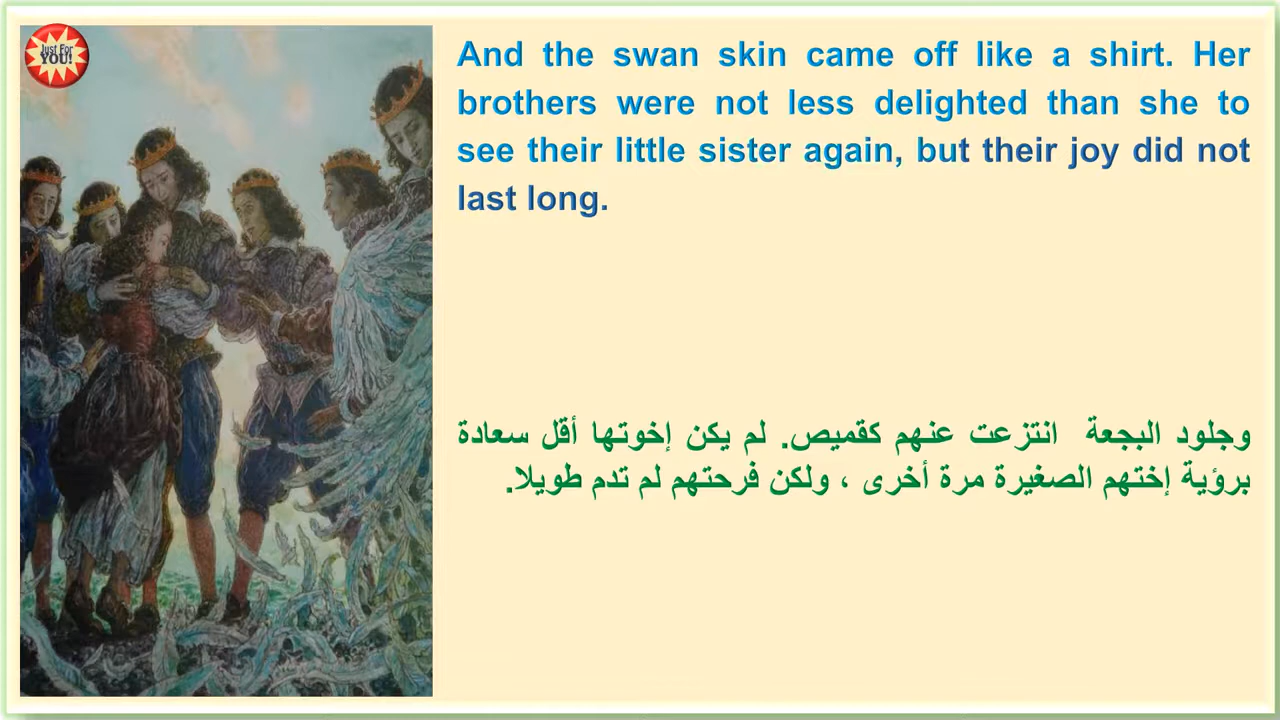 Just For
YOU!
And the swan skin came off like a shirt. Her
brothers were not less delighted than she to
see their little sister again, but their joy did not
last long.
وجلود البجعة انتزعت عنهم كقميص. لم يكن إخوتها أقل سعادة
برؤية إختهم الصغيرة مرة أخرى ، ولكن فرحتهم لم تدم طويلا.